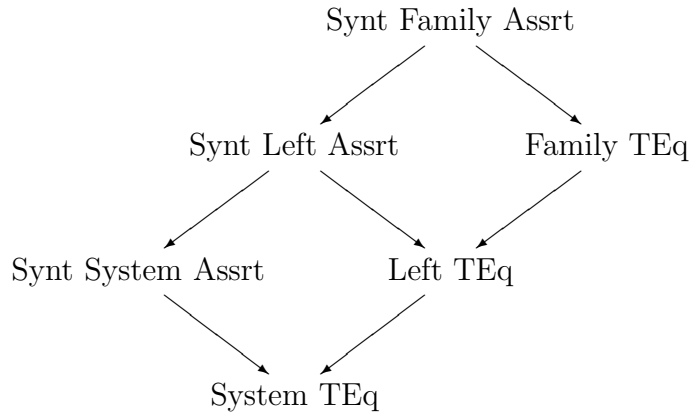 Synt Family Assrt
Synt Left Assrt
Family TEq
Synt System Assrt
Left TEq
System TEq